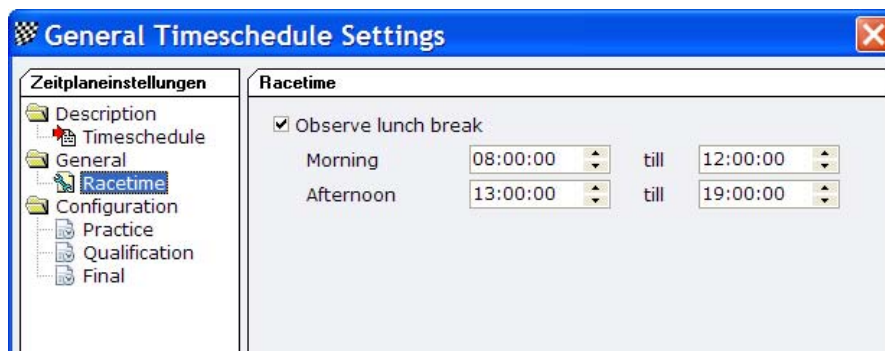 General Timeschedule Settings
Zeitplaneinstellungen
Description
Timeschedule
General
Racetime
Configuration
Practice
Qualification
Final
Racetime
Observe lunch break
Morning 08:00:00 till 12:00:00
Afternoon 13:00:00 till 19:00:00